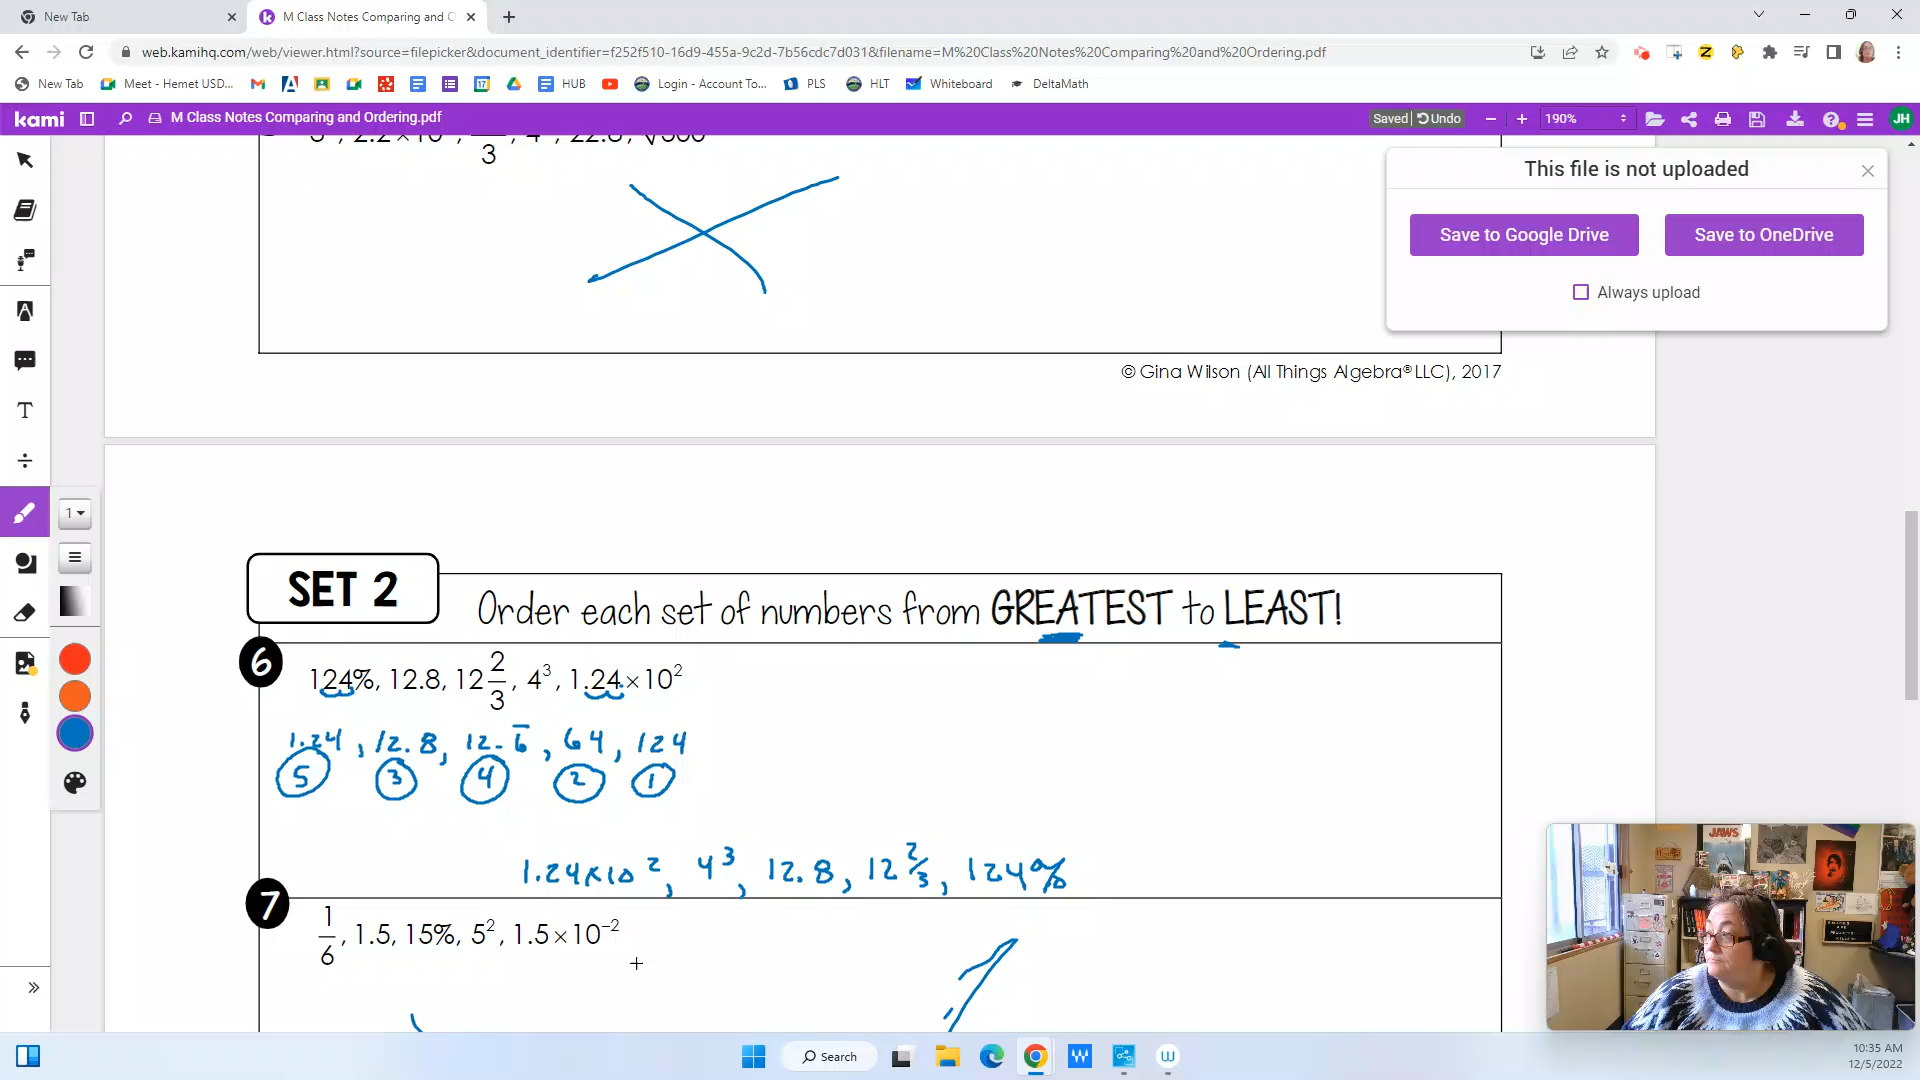 New Tab
M Class Notes Comparing and O
web.kamihq.com/web/viewer.html?source=filepicker&document_identifier=f252f510-16d9-455a-9c2d-7b56cdc7d031&filename=M%20Class%20Notes%20Comparing%20and%20Ordering.pdf
New Tab Meet - Hemet USD... HUB Login - Account To... PLS HLT Whiteboard DeltaMath
kami M Class Notes Comparing and Ordering.pdf Saved Undo 190% JH
This file is not uploaded
Save to Google Drive Save to OneDrive
Always upload
© Gina Wilson (All Things Algebra® LLC), 2017
SET 2
Order each set of numbers from GREATEST to LEAST!
6
124%, 12.8, 12 2/3, 4³, 1.24×10²
1.24, 12.8, 12.6̅, 64, 124
5 3 4 2 1
1.24×10², 4³, 12.8, 12 2/3, 124%
7
1/6, 1.5, 15%, 5², 1.5×10⁻²
JAWS
Search
10:35 AM
12/5/2022